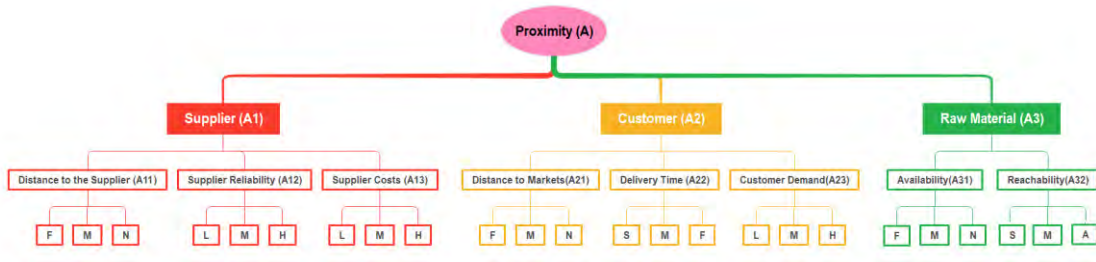 Proximity (A)
Supplier (A1)
Customer (A2)
Raw Material (A3)
Distance to the Supplier (A11)
Supplier Reliability (A12)
Supplier Costs (A13)
Distance to Markets(A21)
Delivery Time (A22)
Customer Demand(A23)
Availability(A31)
Reachability(A32)
F M N
L M H
L M H
F M N
S M F
L M H
F M N
S M A